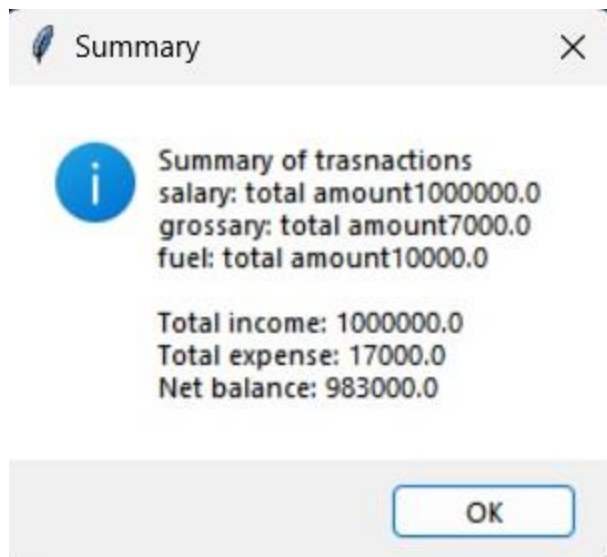 Summary
Summary of trasnactions
salary: total amount1000000.0
grossary: total amount7000.0
fuel: total amount10000.0
Total income: 1000000.0
Total expense: 17000.0
Net balance: 983000.0
OK